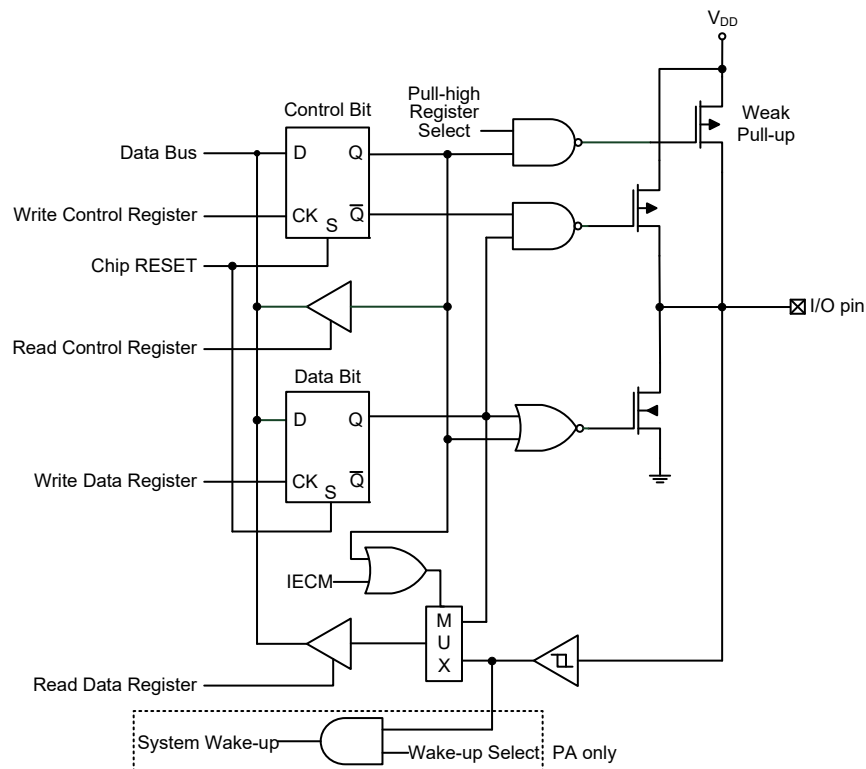 VDD
Pull-high
Register
Select
Control Bit
Weak
Pull-up
Data Bus
D
Q
Write Control Register
CK
S
Q̅
Chip RESET
I/O pin
Read Control Register
Data Bit
D
Q
Write Data Register
CK
S
Q̅
IECM
M
U
X
Read Data Register
System Wake-up
Wake-up Select
PA only